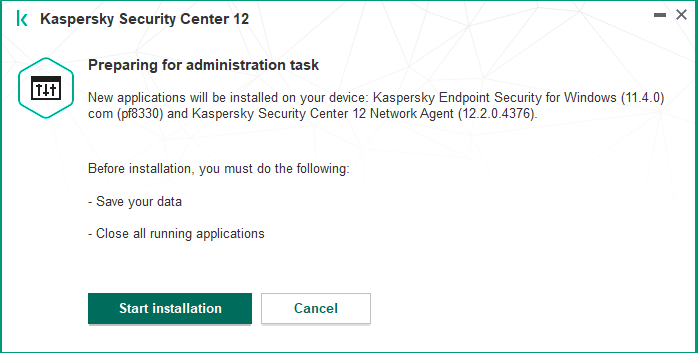 Kaspersky Security Center 12
Preparing for administration task
New applications will be installed on your device: Kaspersky Endpoint Security for Windows (11.4.0)
com (pf8330) and Kaspersky Security Center 12 Network Agent (12.2.0.4376).
Before installation, you must do the following:
- Save your data
- Close all running applications
Start installation
Cancel